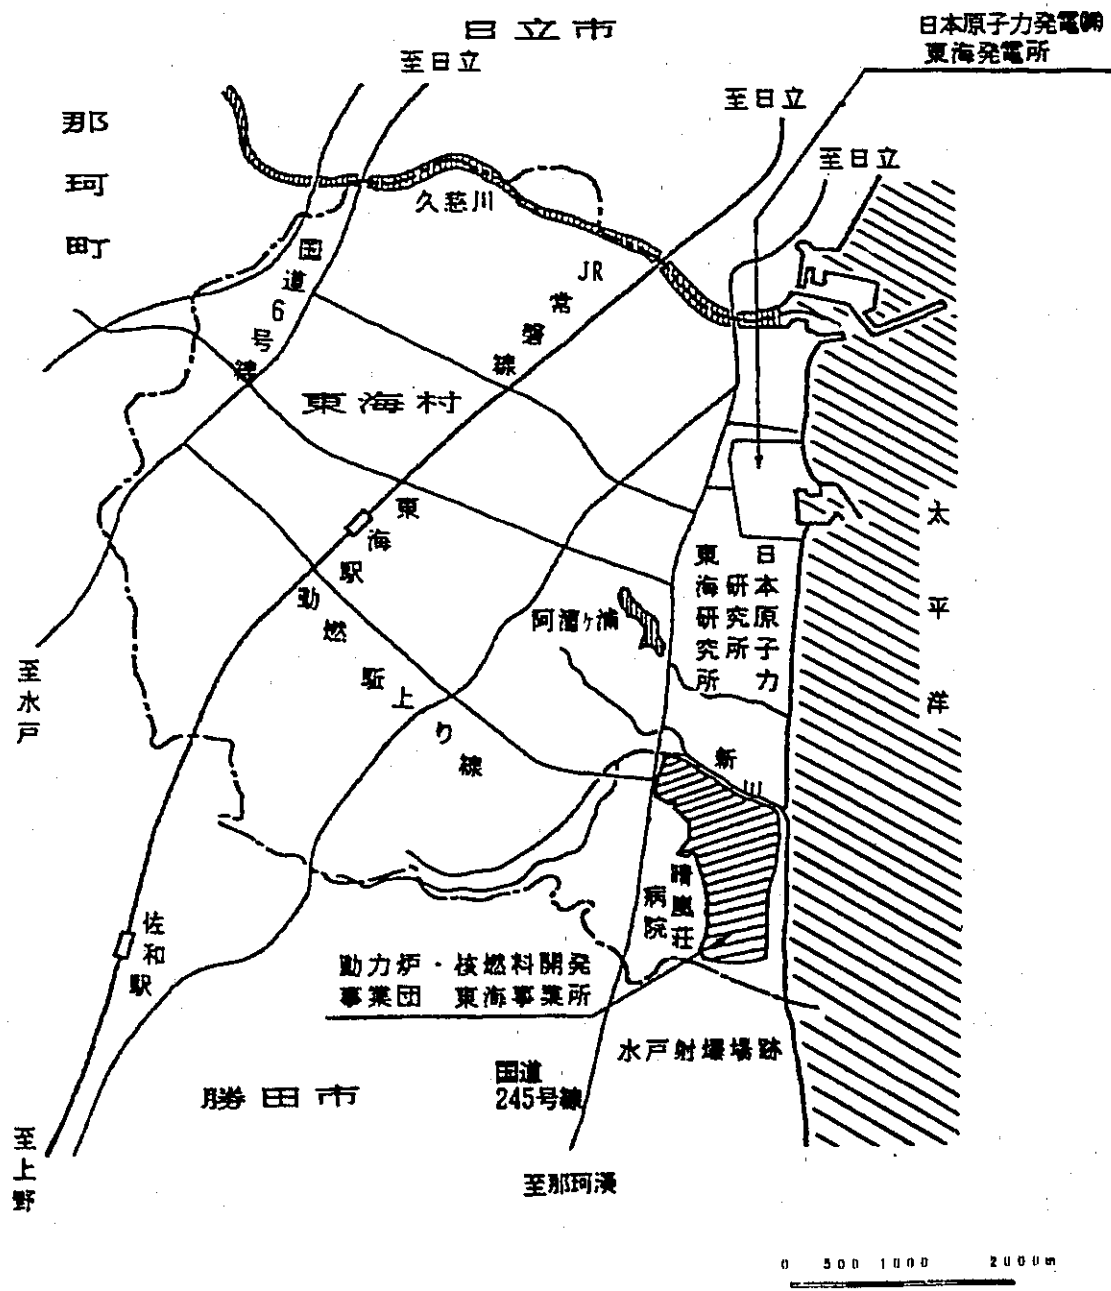 日立市
日本原子力発電㈱
東海発電所
至日立
至日立
至日立
那珂町
久慈川
国道6号線
JR常磐線
東海村
太平洋
東海駅
日本原子力
研究所
東海研究所
阿漕ヶ浦
動燃駈上り線
至水戸
新川
晴嵐荘
病院
佐和駅
動力炉・核燃料開発
事業団 東海事業所
水戸射爆場跡
勝田市
国道
245号線
至上野
至那珂湊
0 500 1000 2000m